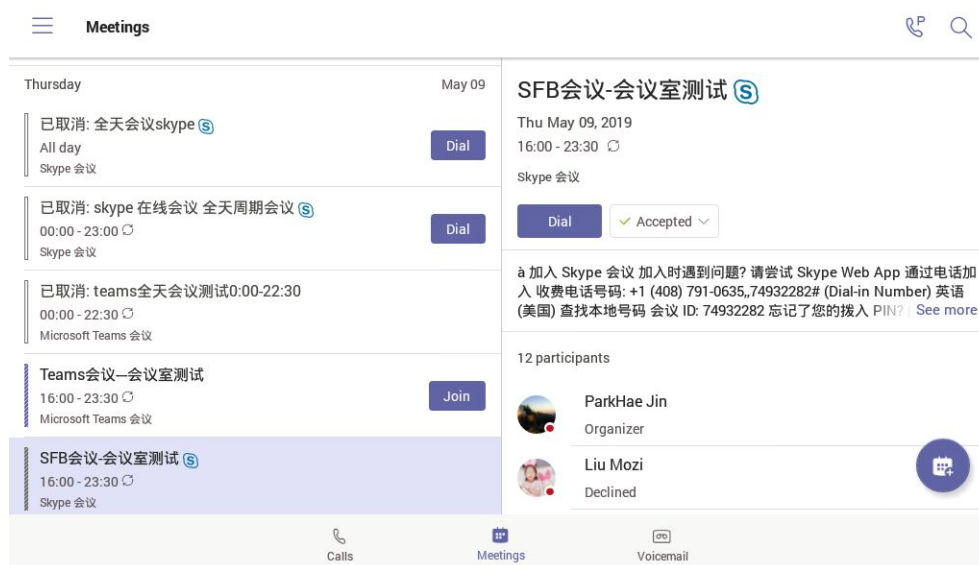 Meetings
P
Thursday
May 09
已取消: 全天会议skype
All day
Skype 会议
Dial
已取消: skype 在线会议 全天周期会议
00:00 - 23:00
Skype 会议
Dial
已取消: teams全天会议测试0:00-22:30
00:00 - 22:30
Microsoft Teams 会议
Teams会议—会议室测试
16:00 - 23:30
Microsoft Teams 会议
Join
SFB会议-会议室测试
16:00 - 23:30
Skype 会议
SFB会议-会议室测试
Thu May 09, 2019
16:00 - 23:30
Skype 会议
Dial
Accepted
à 加入 Skype 会议 加入时遇到问题? 请尝试 Skype Web App 通过电话加
入 收费电话号码: +1 (408) 791-0635,,74932282# (Dial-in Number) 英语
(美国) 查找本地号码 会议 ID: 74932282 忘记了您的拨入 PIN? See more
12 participants
ParkHae Jin
Organizer
Liu Mozi
Declined
Calls
Meetings
Voicemail